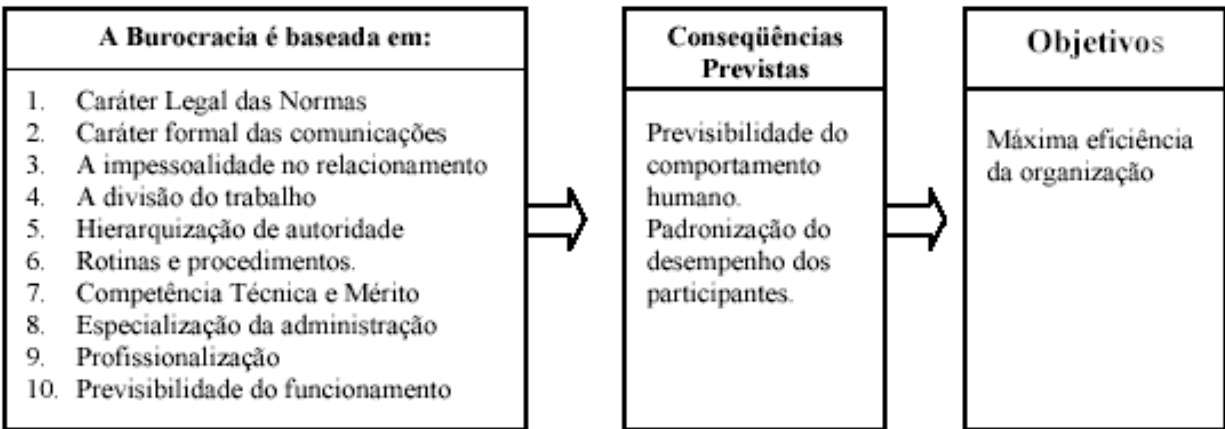 A Burocracia é baseada em:
1. Caráter Legal das Normas
2. Caráter formal das comunicações
3. A impessoalidade no relacionamento
4. A divisão do trabalho
5. Hierarquização de autoridade
6. Rotinas e procedimentos.
7. Competência Técnica e Mérito
8. Especialização da administração
9. Profissionalização
10. Previsibilidade do funcionamento
Conseqüências
Previstas
Previsibilidade do
comportamento
humano.
Padronização do
desempenho dos
participantes.
Objetivos
Máxima eficiência
da organização